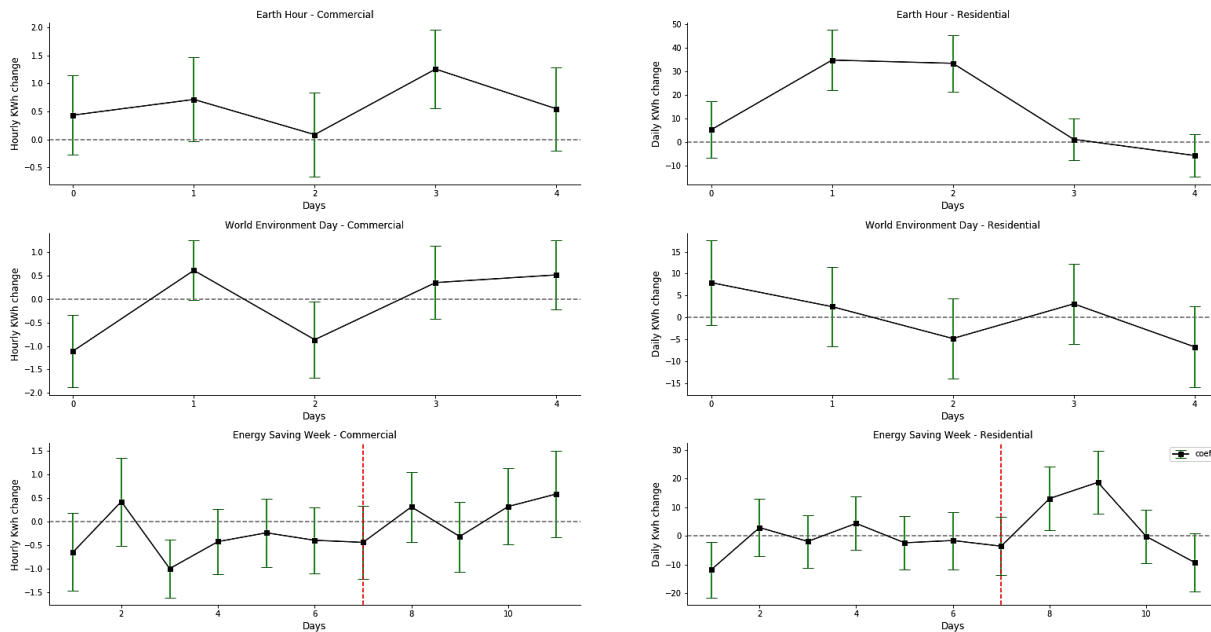 Earth Hour - Commercial
2.0
1.5
1.0
0.5
0.0
−0.5
Hourly KWh change
0 1 2 3 4
Days
Earth Hour - Residential
50
40
30
20
10
0
−10
Daily KWh change
0 1 2 3 4
Days
World Environment Day - Commercial
1.0
0.5
0.0
−0.5
−1.0
−1.5
−2.0
Hourly KWh change
0 1 2 3 4
Days
World Environment Day - Residential
15
10
5
0
−5
−10
−15
Daily KWh change
0 1 2 3 4
Days
Energy Saving Week - Commercial
1.5
1.0
0.5
0.0
−0.5
−1.0
−1.5
Hourly Kwh change
2 4 6 8 10
Days
Energy Saving Week - Residential
coef
30
20
10
0
−10
−20
Daily Kwh change
2 4 6 8 10
Days